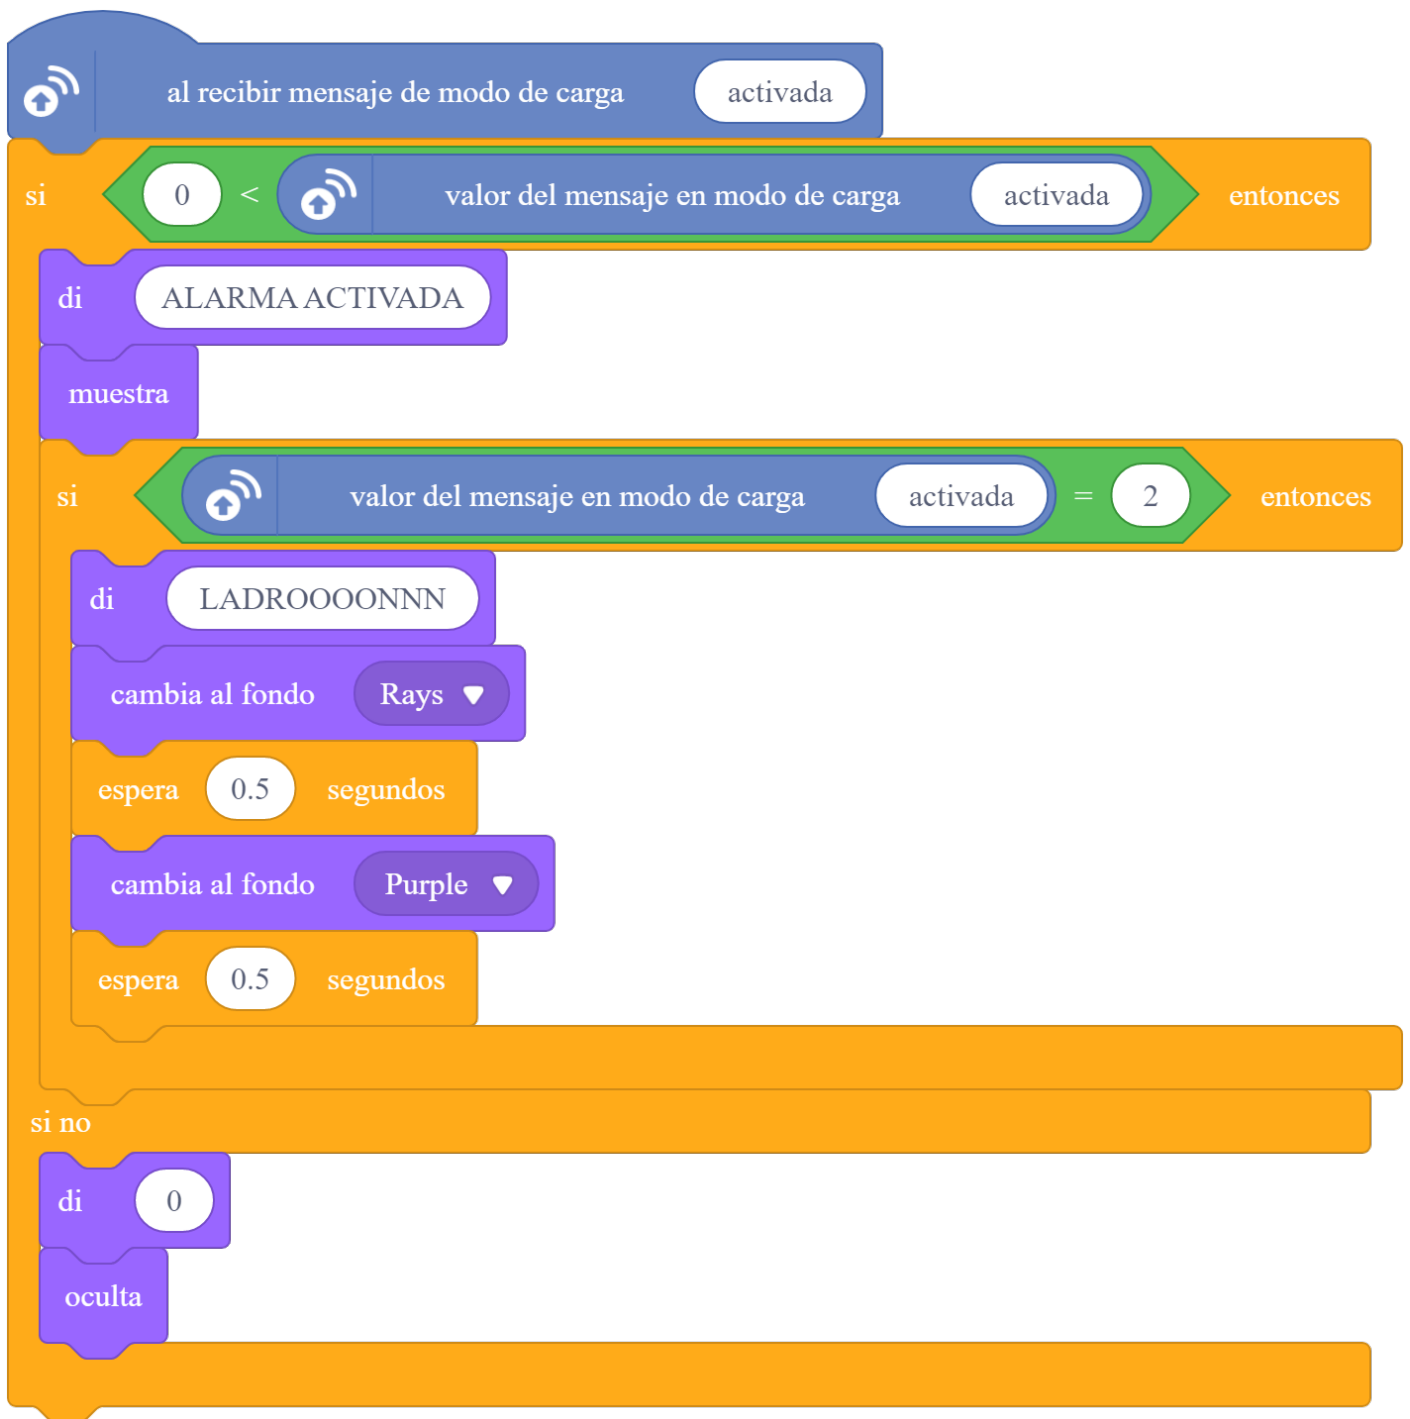 al recibir mensaje de modo de carga activada
si 0 < valor del mensaje en modo de carga activada entonces
di ALARMA ACTIVADA
muestra
si valor del mensaje en modo de carga activada = 2 entonces
di LADROOOONNN
cambia al fondo Rays
espera 0.5 segundos
cambia al fondo Purple
espera 0.5 segundos
si no
di 0
oculta